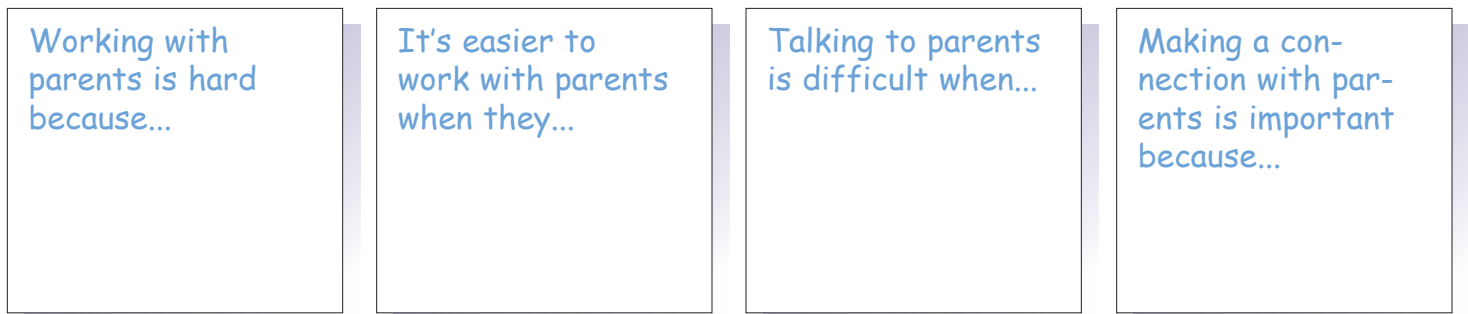 Working with
parents is hard
because...
It's easier to
work with parents
when they...
Talking to parents
is difficult when...
Making a con-
nection with par-
ents is important
because...